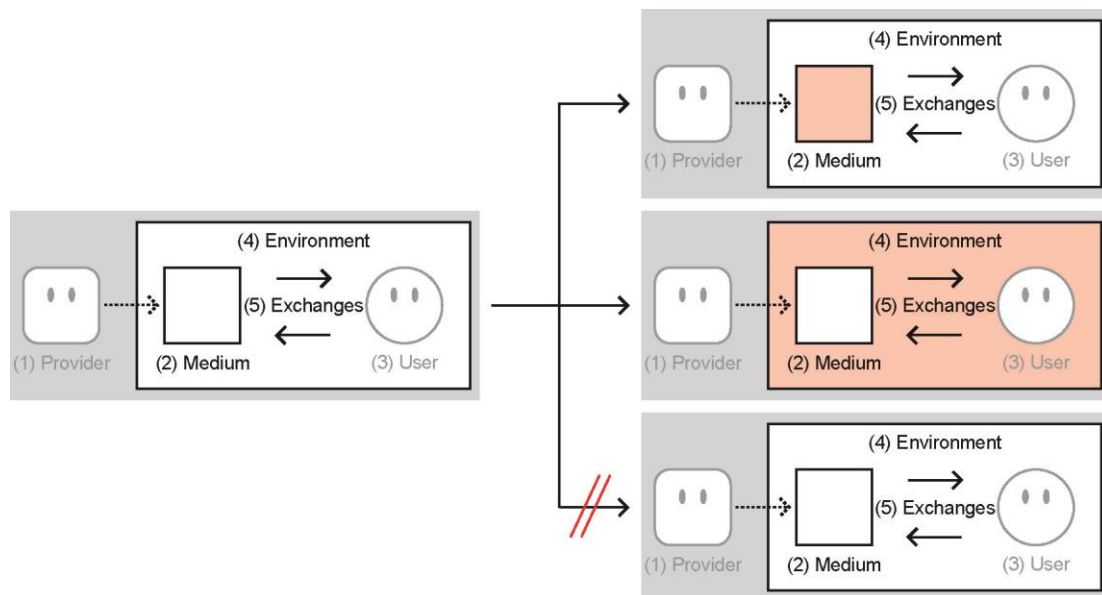 (4) Environment
(5) Exchanges
(1) Provider
(2) Medium
(3) User
(4) Environment
(5) Exchanges
(1) Provider
(2) Medium
(3) User
(4) Environment
(5) Exchanges
(1) Provider
(2) Medium
(3) User
(4) Environment
(5) Exchanges
(1) Provider
(2) Medium
(3) User